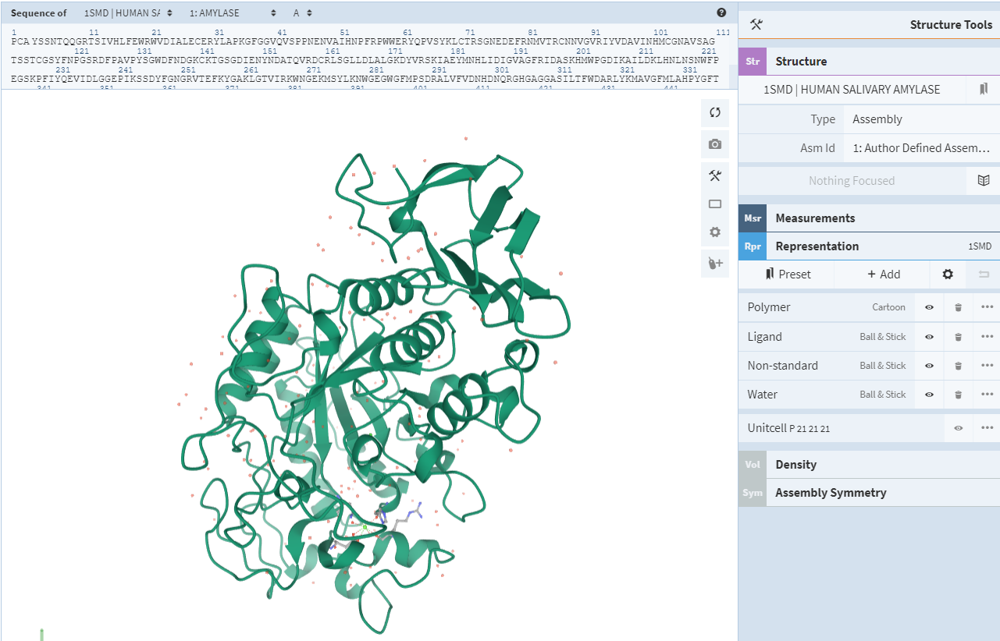 Sequence of 1SMD | HUMAN SA 1: AMYLASE A
1 11 21 31 41 51 61 71 81 91 101 111
PCA YSSNTQQGRTSIVHLFEWRWVDIALECERYLAPKGFGGVQVSPPNENVAIHNPFRPWWERYQPVSYKLCTRSGNEDEFRNMVTRCNNVGVRIYVDAVINHMCGNAVSAG
121 131 141 151 161 171 181 191 201 211 221
TSSTCGSYFNPGSRDFPAVPYSGWDFNDGKCKTGSGDIENYNDATQVRDCRLSGLLDLALGKDYVRSKIAEYMNHLIDIGVAGFRIDASKHMWPGDIKAILDKLHNLNSNWFP
231 241 251 261 271 281 291 301 311 321 331
EGSKPFIYQEVIDLGGEPIKSSDYFGNGRVTEFKYGAKLGTVIRKWNGEKMSYLKNWGEGWGFMPSDRALVFVDNHDNQRGHGAGGASILTFWDARLYKMAVGFMLAHPYGFT
341 351 361 371 381 391 401 411 421 431 441
Structure Tools
Str Structure
1SMD | HUMAN SALIVARY AMYLASE
Type Assembly
Asm Id 1: Author Defined Assem...
Nothing Focused
Msr Measurements
Rpr Representation 1SMD
Preset + Add
Polymer Cartoon
Ligand Ball & Stick
Non-standard Ball & Stick
Water Ball & Stick
Unitcell P 21 21 21
Vol Density
Sym Assembly Symmetry